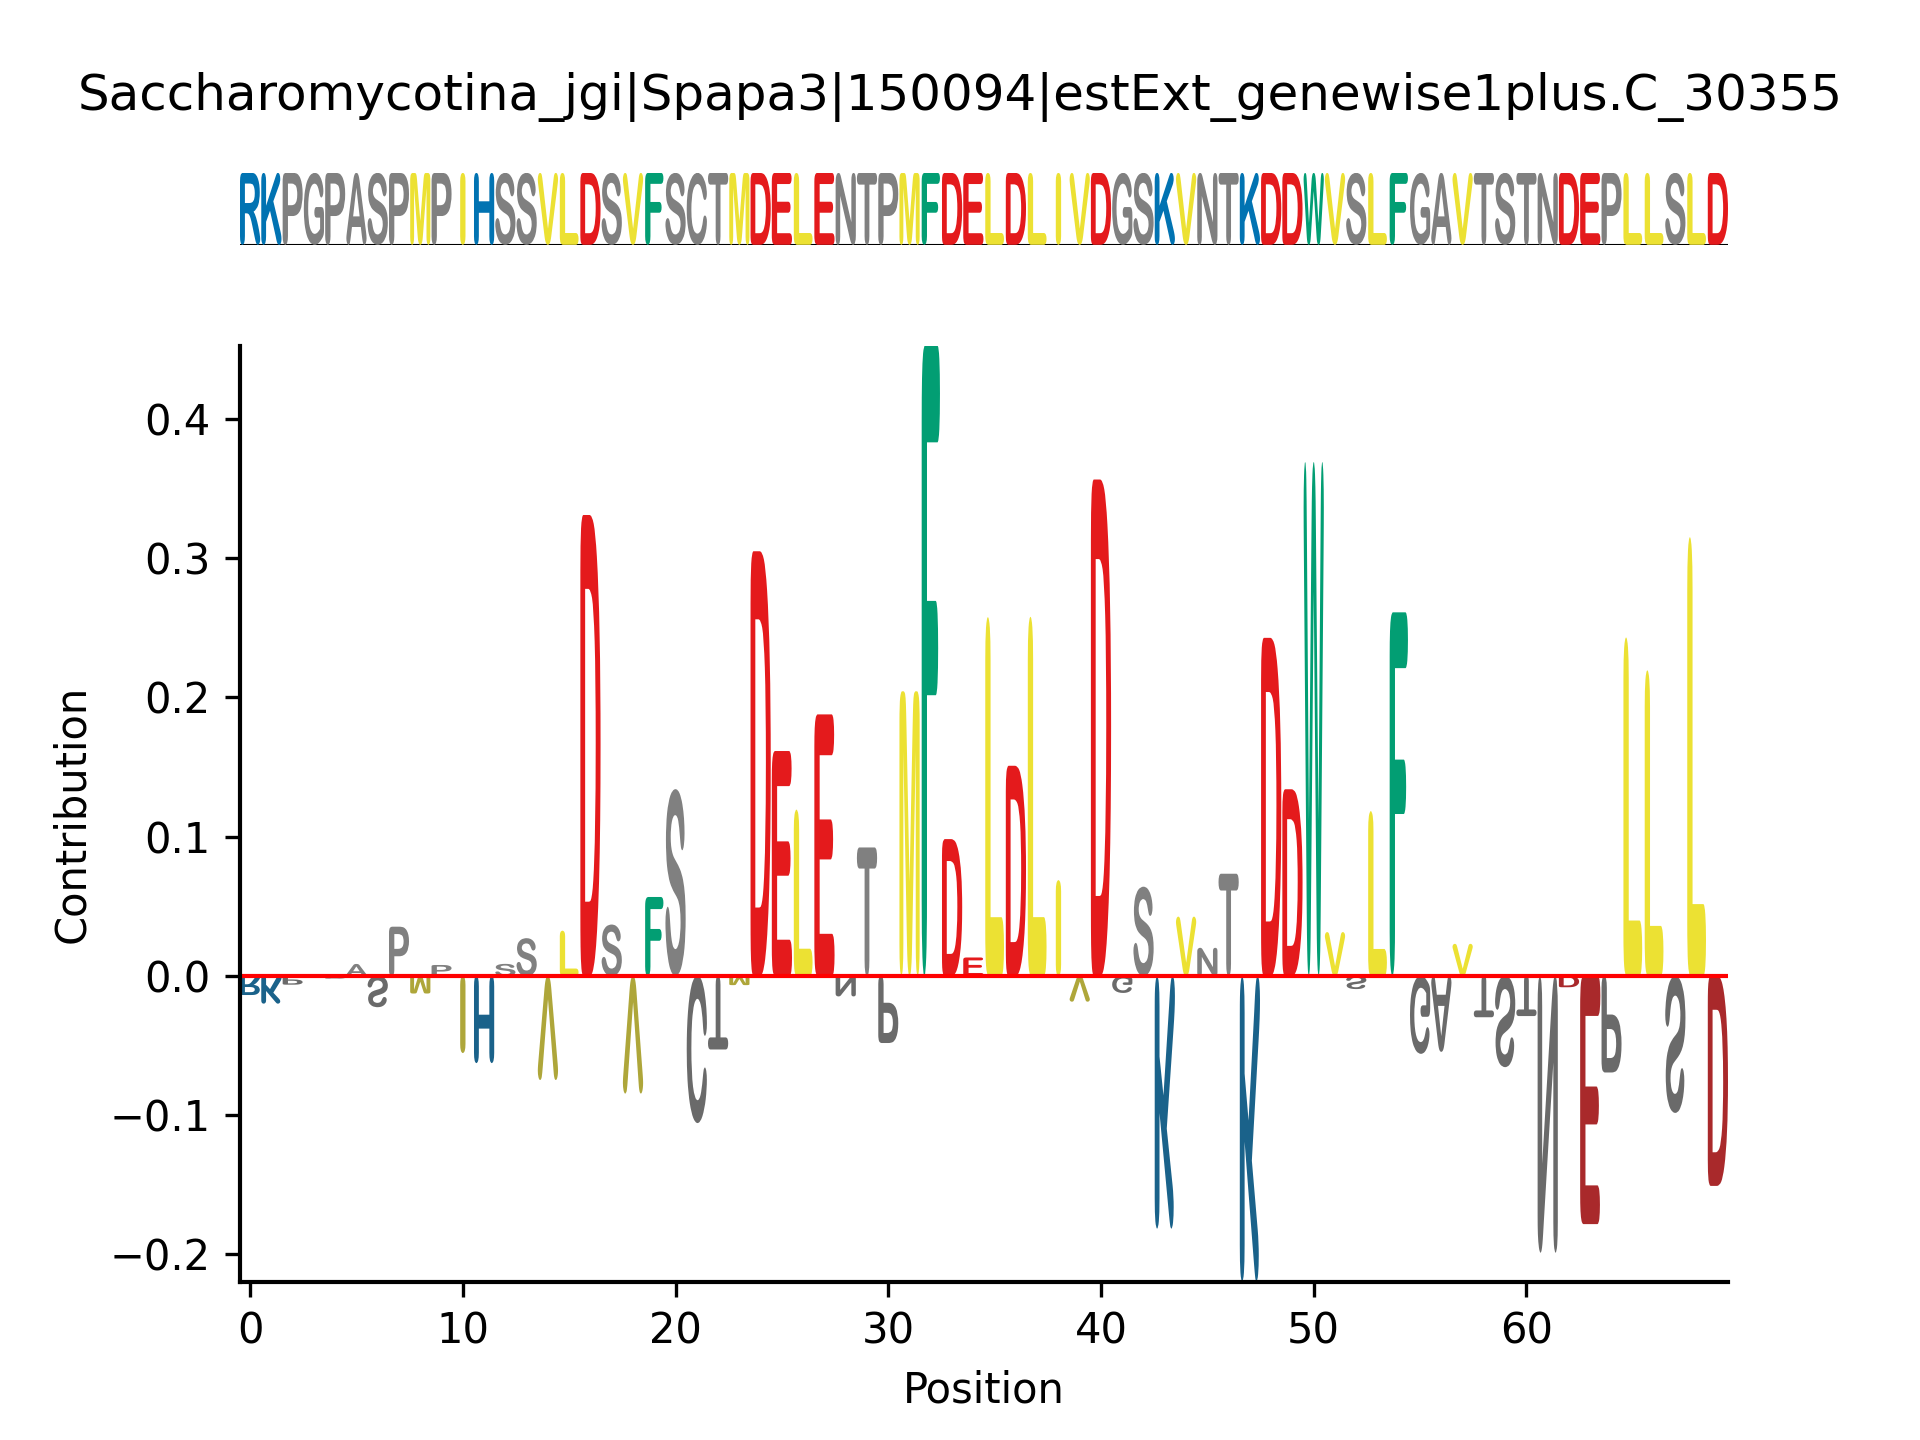 Saccharomycotina_jgi|Spapa3|150094|estExt_genewise1plus.C_30355
RKPGPASPMPIHSSVLDSVFSCTMDELENTPMFDELDLIVDGSKVNTKDDWVSLFGAVTSTNDEPLLSLD
Contribution
0.4
0.3
0.2
0.1
0.0
−0.1
−0.2
0 10 20 30 40 50 60
Position